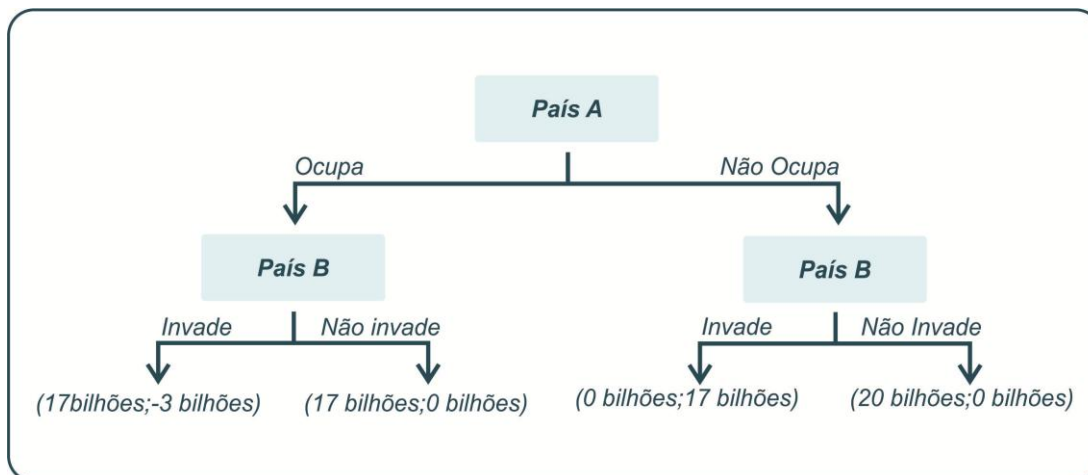 País A
Ocupa
Não Ocupa
País B
País B
Invade
Não invade
Invade
Não Invade
(17bilhões;-3 bilhões)
(17 bilhões;0 bilhões)
(0 bilhões;17 bilhões)
(20 bilhões;0 bilhões)